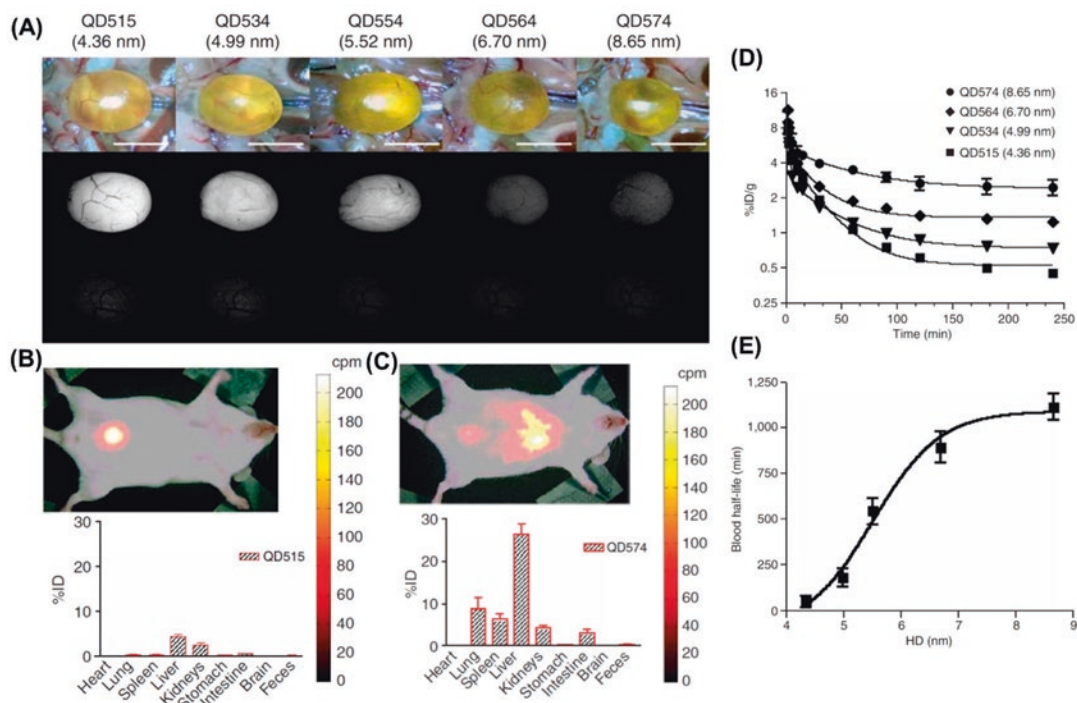 (A)
QD515
(4.36 nm)
QD534
(4.99 nm)
QD554
(5.52 nm)
QD564
(6.70 nm)
QD574
(8.65 nm)
(B)
cpm
200
180
160
140
120
100
80
60
40
20
0
%ID
30
20
10
0
QD515
Heart
Lung
Spleen
Liver
Kidneys
Stomach
Intestine
Brain
Feces
(C)
cpm
200
180
160
140
120
100
80
60
40
20
0
%ID
30
20
10
0
QD574
Heart
Lung
Spleen
Liver
Kidneys
Stomach
Intestine
Brain
Feces
(D)
%ID/g
16
8
4
2
1
0.5
0.25
QD574 (8.65 nm)
QD564 (6.70 nm)
QD534 (4.99 nm)
QD515 (4.36 nm)
0 50 100 150 200 250
Time (min)
(E)
Blood half-life (min)
1,250
1,000
750
500
250
0
4 5 6 7 8 9
HD (nm)